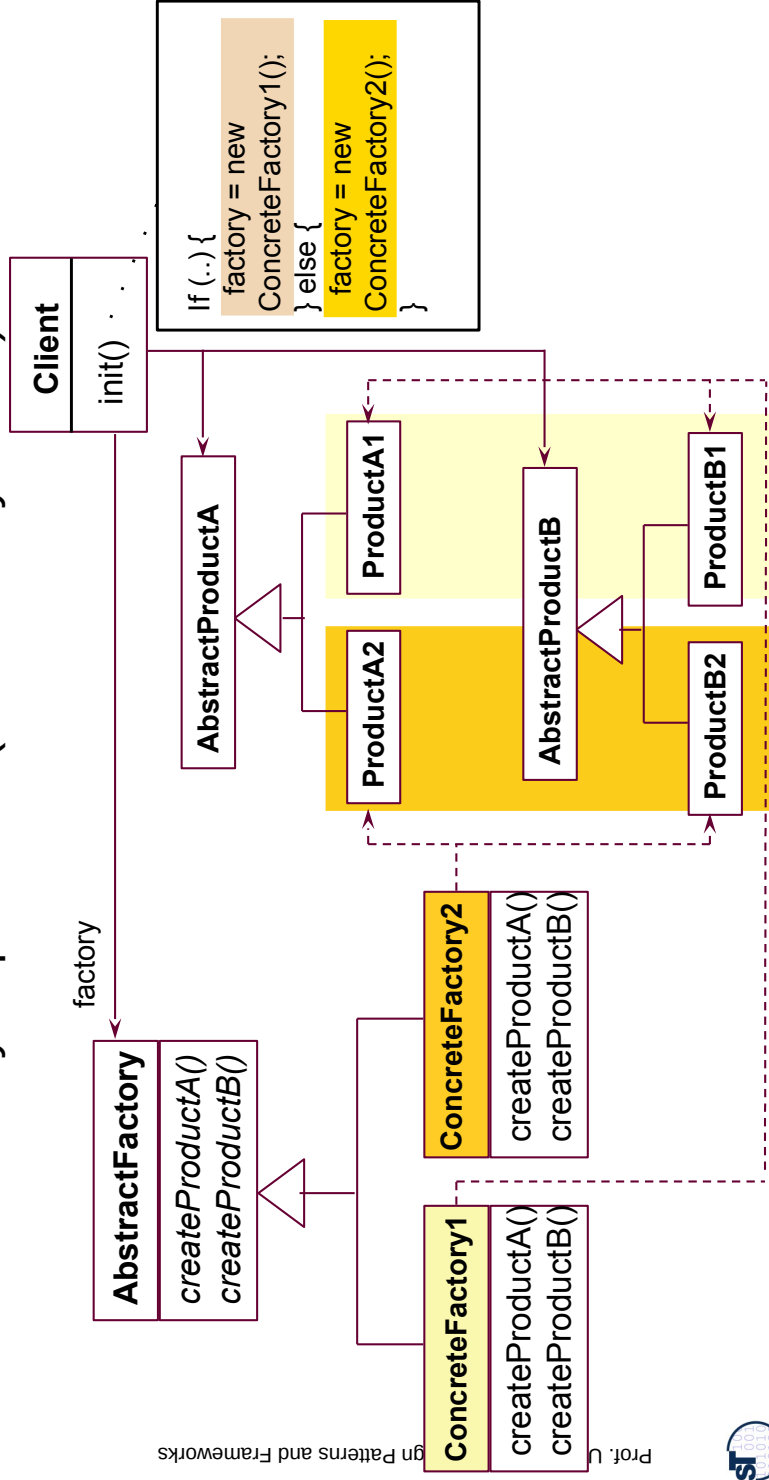 Client
init()
If (..) {
factory = new
ConcreteFactory1();
} else {
factory = new
ConcreteFactory2();
}
factory
AbstractFactory
createProductA()
createProductB()
AbstractProductA
ProductA2
ProductA1
AbstractProductB
ProductB2
ProductB1
ConcreteFactory1
createProductA()
createProductB()
ConcreteFactory2
createProductA()
createProductB()
Prof. U
gn Patterns and Frameworks
ST